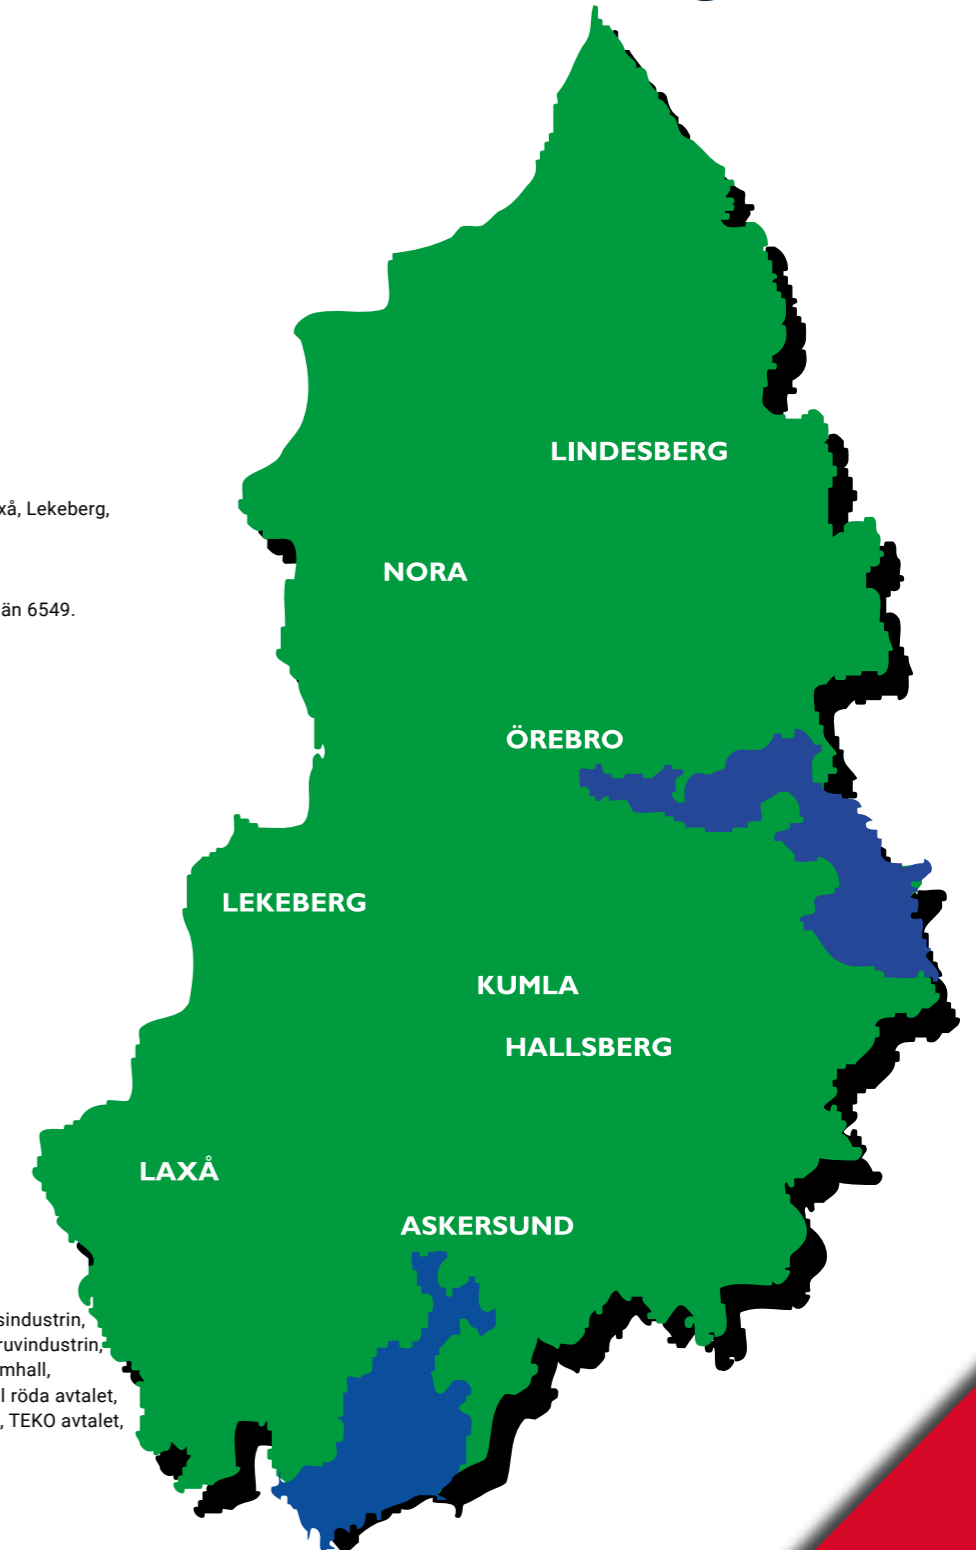 LINDESBERG
xå, Lekeberg,
NORA
än 6549.
ÖREBRO
LEKEBERG
KUMLA
HALLSBERG
LAXÅ
ASKERSUND
sindustrin,
ruvindustrin,
mhall,
l röda avtalet,
, TEKO avtalet,